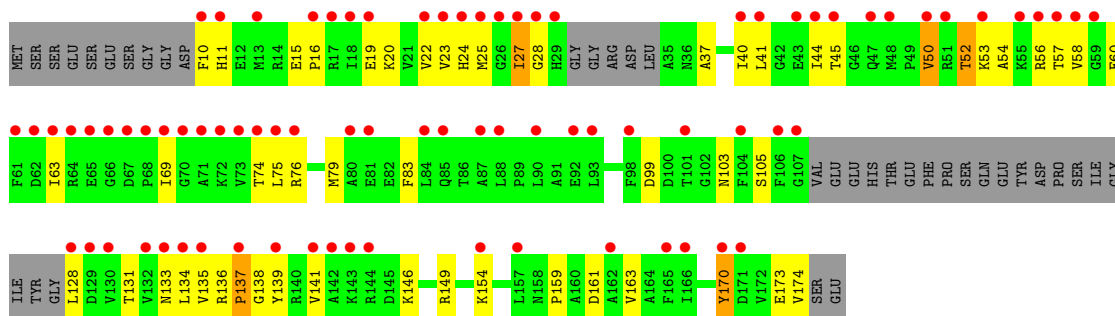 MET SER SER GLU SER GLU SER GLY GLY ASP F10 H11 E12 M13 R14 E15 P16 R17 I18 E19 K20 V21 V22 V23 H24 M25 G26 I27 G28 H29 GLY GLY ARG ASP LEU A35 N36 A37 I40 L41 G42 E43 I44 T45 G46 Q47 M48 P49 V50 R51 T52 K53 A54 K55 R56 T57 V58 G59 E60
F61 D62 I63 R64 E65 G66 D67 P68 I69 G70 A71 K72 V73 T74 L75 R76 M79 A80 E81 E82 F83 L84 Q85 T86 A87 L88 P89 L90 A91 E92 L93 F98 D99 D100 T101 G102 N103 F104 S105 F106 G107 VAL GLU GLU HIS THR GLU PHE PRO SER GLN GLU TYR ASP PRO SER ILE GLY
ILE TYR GLY L128 D129 V130 T131 V132 N133 L134 V135 R136 P137 G138 Y139 R140 V141 A142 K143 R144 D145 K146 R149 K154 L157 N158 P159 A160 D161 A162 V163 A164 F165 I166 Y170 D171 V172 E173 V174 SER GLU